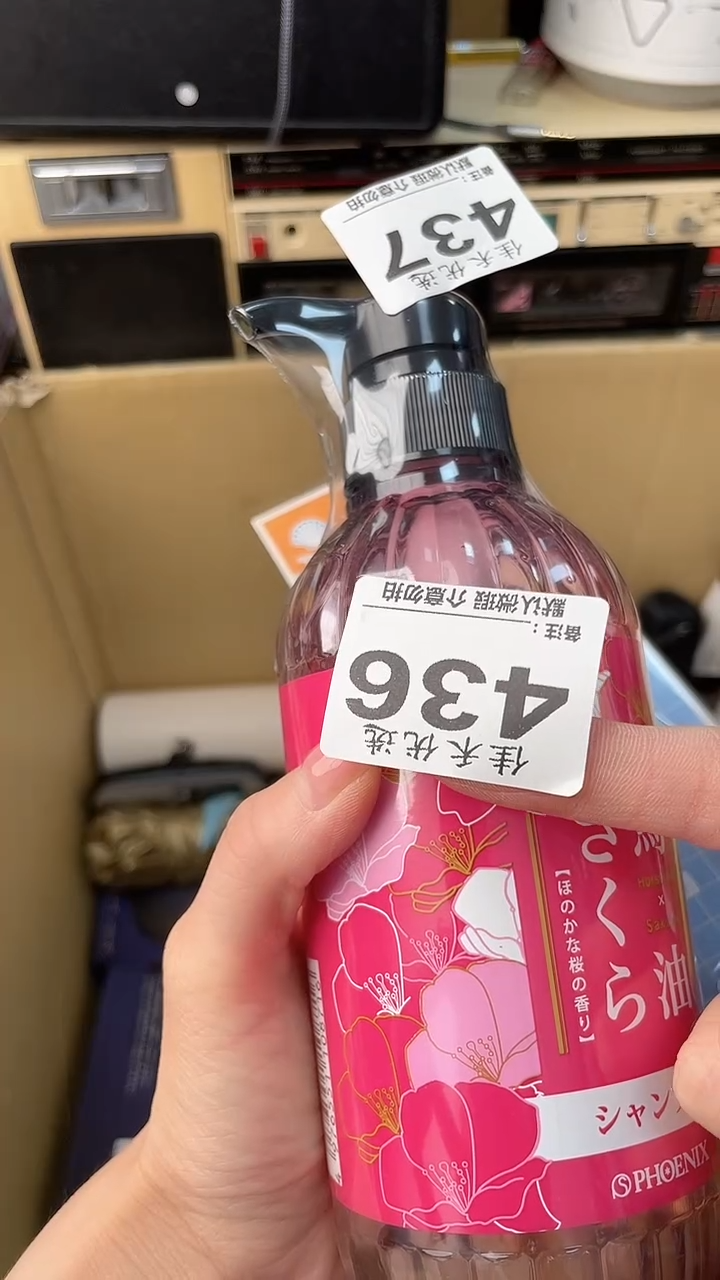 佳禾优选
437
备注：
默认微瑕 介意勿拍
佳禾优选
436
备注：
默认微瑕 介意勿拍
油
さくら
【ほのかな桜の香り】
シャン
PHOENIX